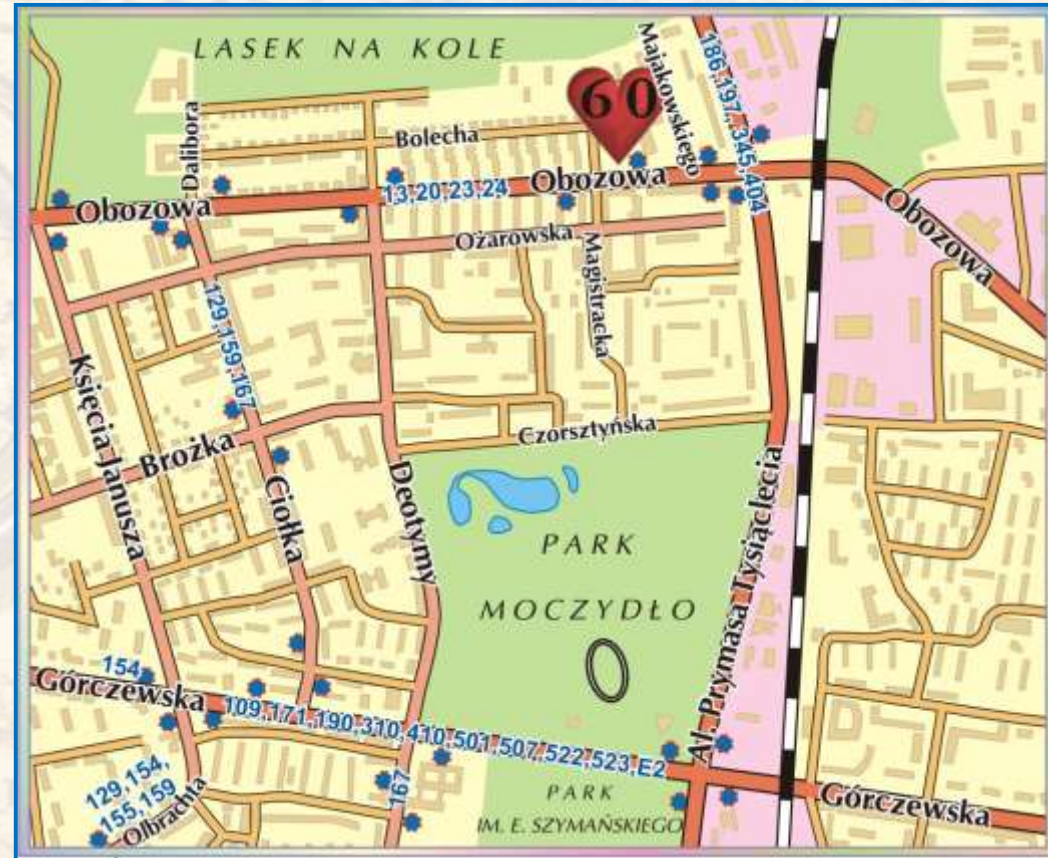 LASEK NA KOLE
Majakowskiego
186,197, 345,404
60
Dalibora
Bolecha
Obozowa
13,20,23,24
Obozowa
Obozowa
Ożarowska
Magistracka
129,159,167
Księcia Janusza
Brożka
Ciołka
Deotymy
Czorsztyńska
PARK
MOCZYDŁO
Al. Prymasa Tysiąclecia
154
Górczewska
109,171,190,310,410,501,507,522,523,E2
167
129,154,
155,159
Olbrachta
PARK
IM. E. SZYMAŃSKIEGO
Górczewska